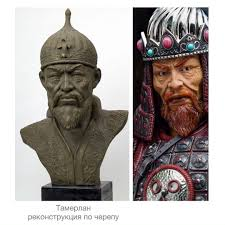 Тамерлан
реконструкция по черепу